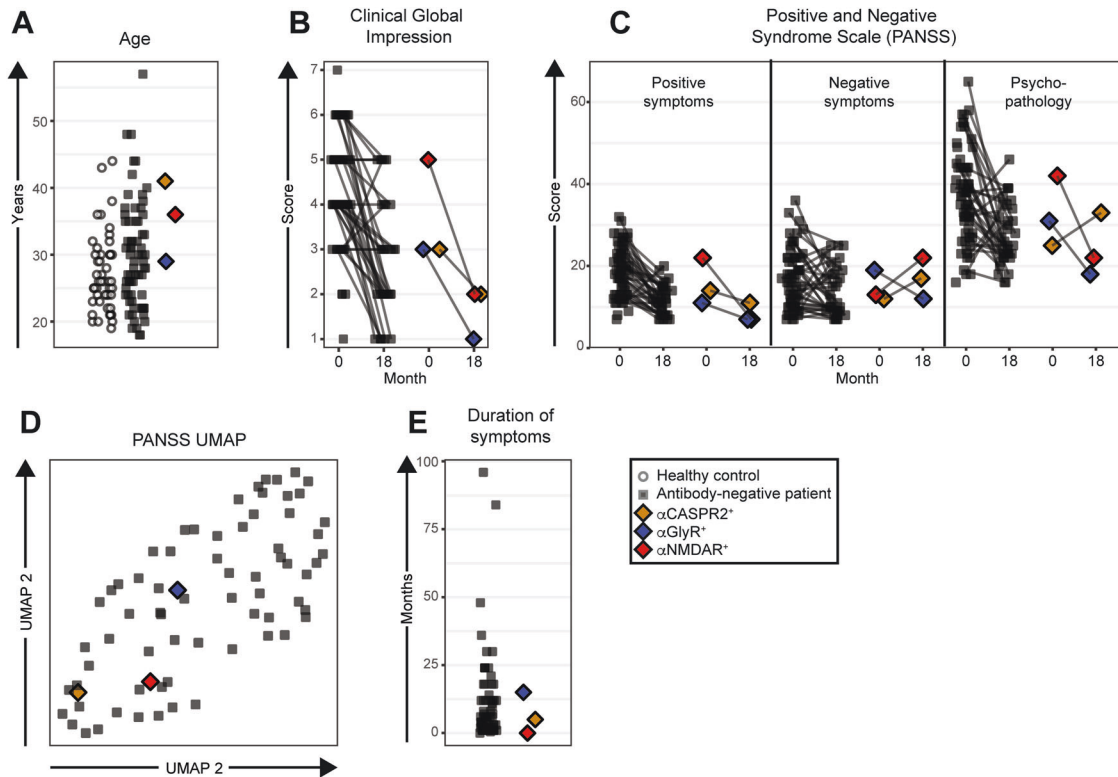 A
Age
Years
50
40
30
20
B
Clinical Global
Impression
Score
7
6
5
4
3
2
1
0
18
0
18
Month
C
Positive and Negative
Syndrome Scale (PANSS)
Score
60
40
20
0
Positive
symptoms
Negative
symptoms
Psycho-
pathology
0
18
0
18
0
18
0
18
0
18
0
18
Month
D
PANSS UMAP
UMAP 2
UMAP 2
E
Duration of
symptoms
Months
100
75
50
25
0
Healthy control
Antibody-negative patient
αCASPR2⁺
αGlyR⁺
αNMDAR⁺